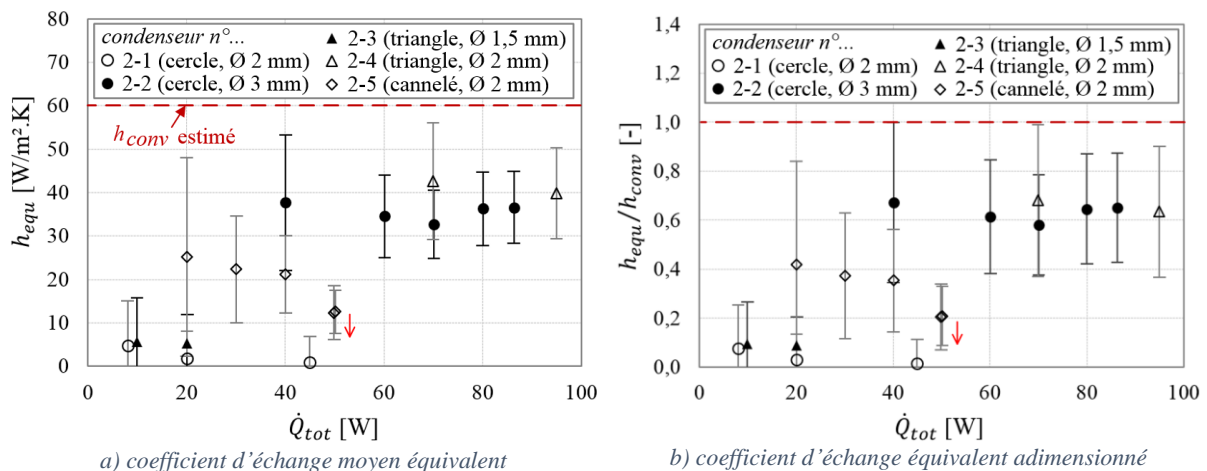 80
70
60
50
40
30
20
10
0
h_equ [W/m².K]
condenseur n°...
2-1 (cercle, Ø 2 mm)
2-2 (cercle, Ø 3 mm)
2-3 (triangle, Ø 1,5 mm)
2-4 (triangle, Ø 2 mm)
2-5 (cannelé, Ø 2 mm)
h_conv estimé
0 20 40 60 80 100
Q̇_tot [W]
a) coefficient d’échange moyen équivalent
1,4
1,2
1,0
0,8
0,6
0,4
0,2
0,0
h_equ/h_conv [-]
condenseur n°...
2-1 (cercle, Ø 2 mm)
2-2 (cercle, Ø 3 mm)
2-3 (triangle, Ø 1,5 mm)
2-4 (triangle, Ø 2 mm)
2-5 (cannelé, Ø 2 mm)
0 20 40 60 80 100
Q̇_tot [W]
b) coefficient d’échange équivalent adimensionné